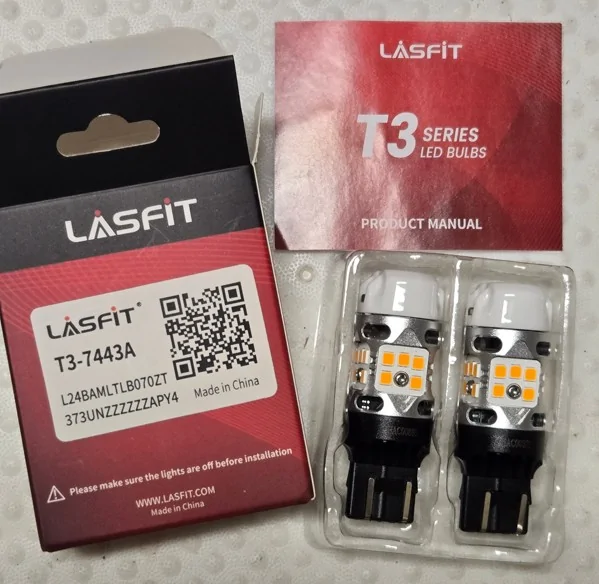 LASFIT
LASFIT®
T3-7443A
L24BAMLTLB070ZT
373UNZZZZZZAPY4
Made in China
Please make sure the lights are off before installation
WWW.LASFIT.COM
Made in China
LASFIT
T3 SERIES
LED BULBS
PRODUCT MANUAL